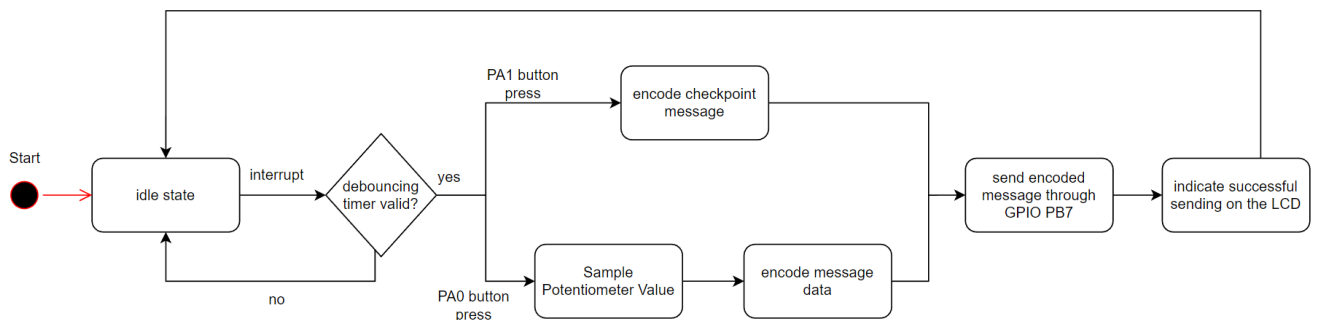 Start
idle state
interrupt
debouncing
timer valid?
yes
no
PA1 button
press
encode checkpoint
message
PA0 button
press
Sample
Potentiometer Value
encode message
data
send encoded
message through
GPIO PB7
indicate successful
sending on the LCD